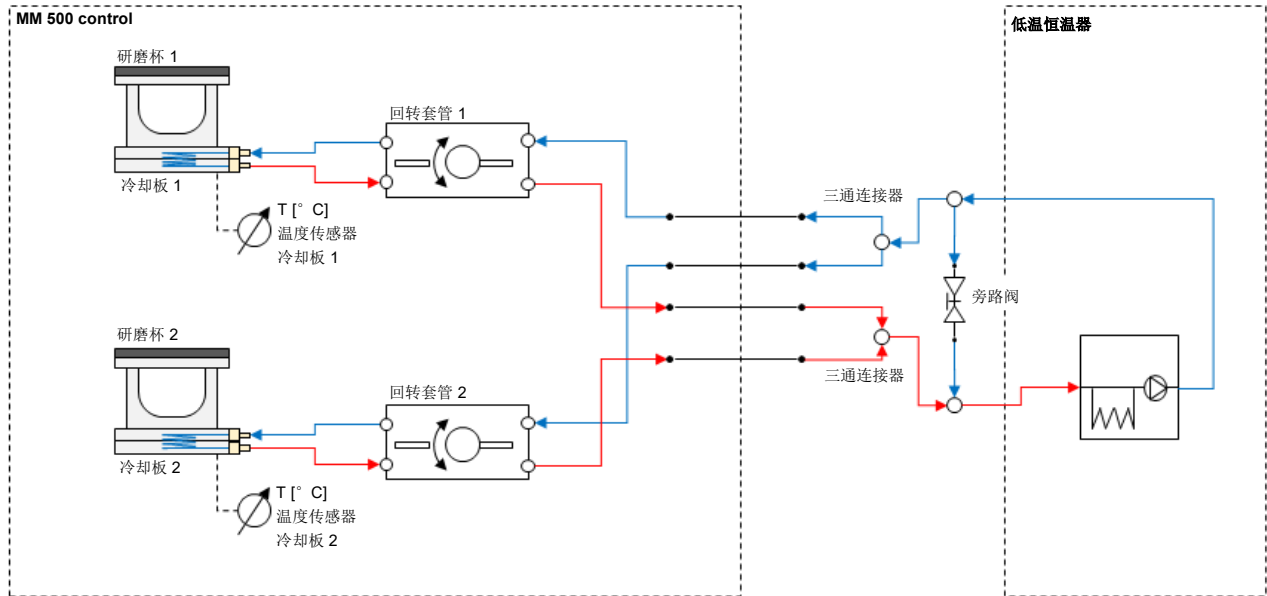 MM 500 control
低温恒温器
研磨杯 1
回转套管 1
冷却板 1
T [° C]
温度传感器
冷却板 1
三通连接器
旁路阀
三通连接器
研磨杯 2
回转套管 2
冷却板 2
T [° C]
温度传感器
冷却板 2